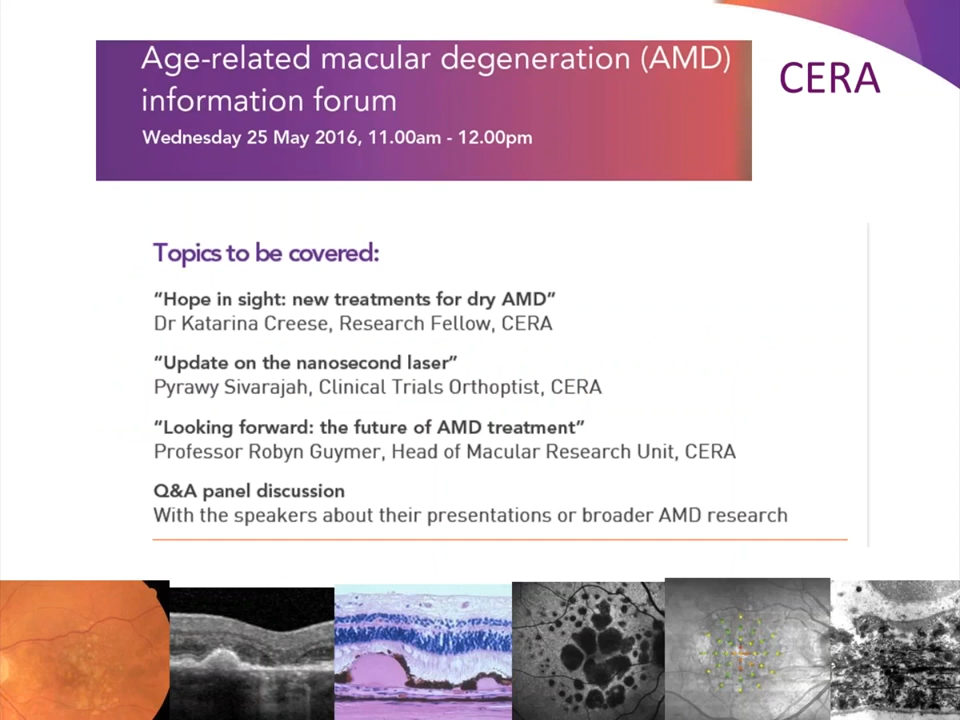 Age-related macular degeneration (AMD)
information forum
Wednesday 25 May 2016, 11.00am - 12.00pm
CERA
Topics to be covered:
“Hope in sight: new treatments for dry AMD”
Dr Katarina Creese, Research Fellow, CERA
“Update on the nanosecond laser”
Pyrawy Sivarajah, Clinical Trials Orthoptist, CERA
“Looking forward: the future of AMD treatment”
Professor Robyn Guymer, Head of Macular Research Unit, CERA
Q&A panel discussion
With the speakers about their presentations or broader AMD research